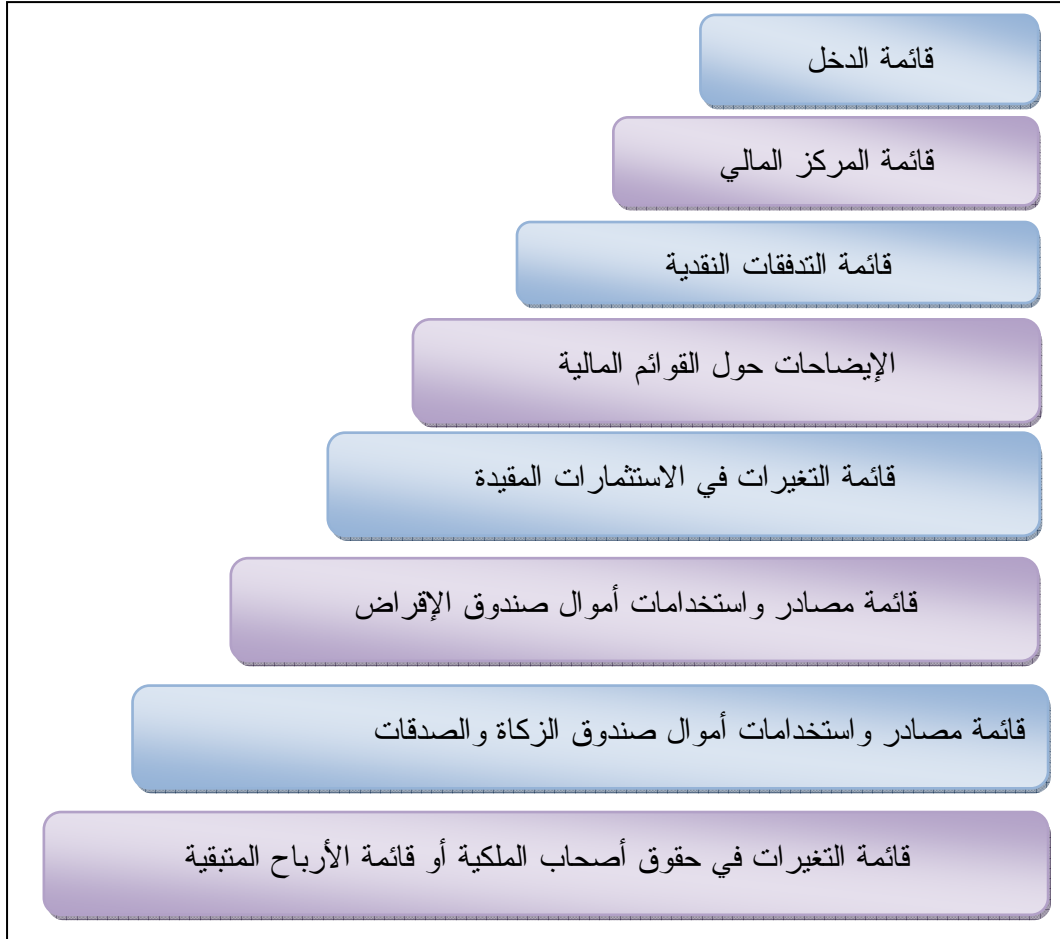 قائمة الدخل
قائمة المركز المالي
قائمة التدفقات النقدية
الإيضاحات حول القوائم المالية
قائمة التغيرات في الاستثمارات المقيدة
قائمة مصادر واستخدامات أموال صندوق الإقراض
قائمة مصادر واستخدامات أموال صندوق الزكاة والصدقات
قائمة التغيرات في حقوق أصحاب الملكية أو قائمة الأرباح المتبقية